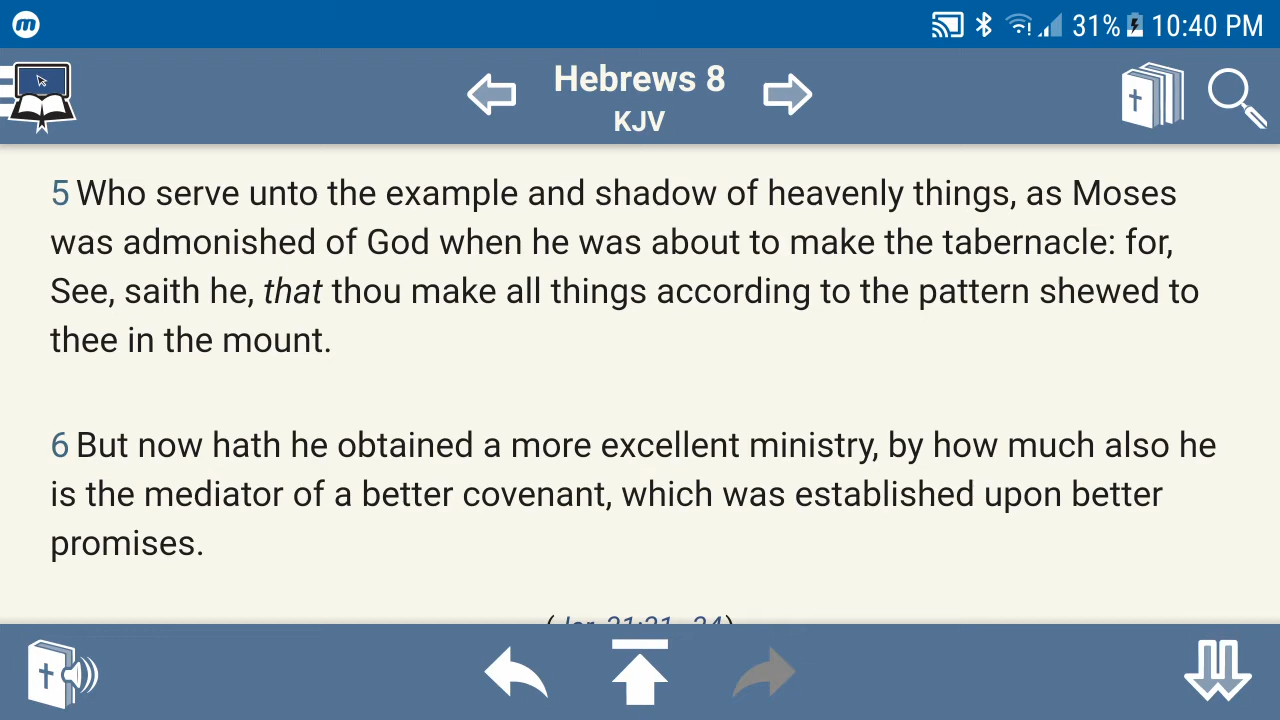 31% 10:40 PM
Hebrews 8
KJV
5 Who serve unto the example and shadow of heavenly things, as Moses
was admonished of God when he was about to make the tabernacle: for,
See, saith he, that thou make all things according to the pattern shewed to
thee in the mount.
6 But now hath he obtained a more excellent ministry, by how much also he
is the mediator of a better covenant, which was established upon better
promises.
(Jer. 31:31-34)